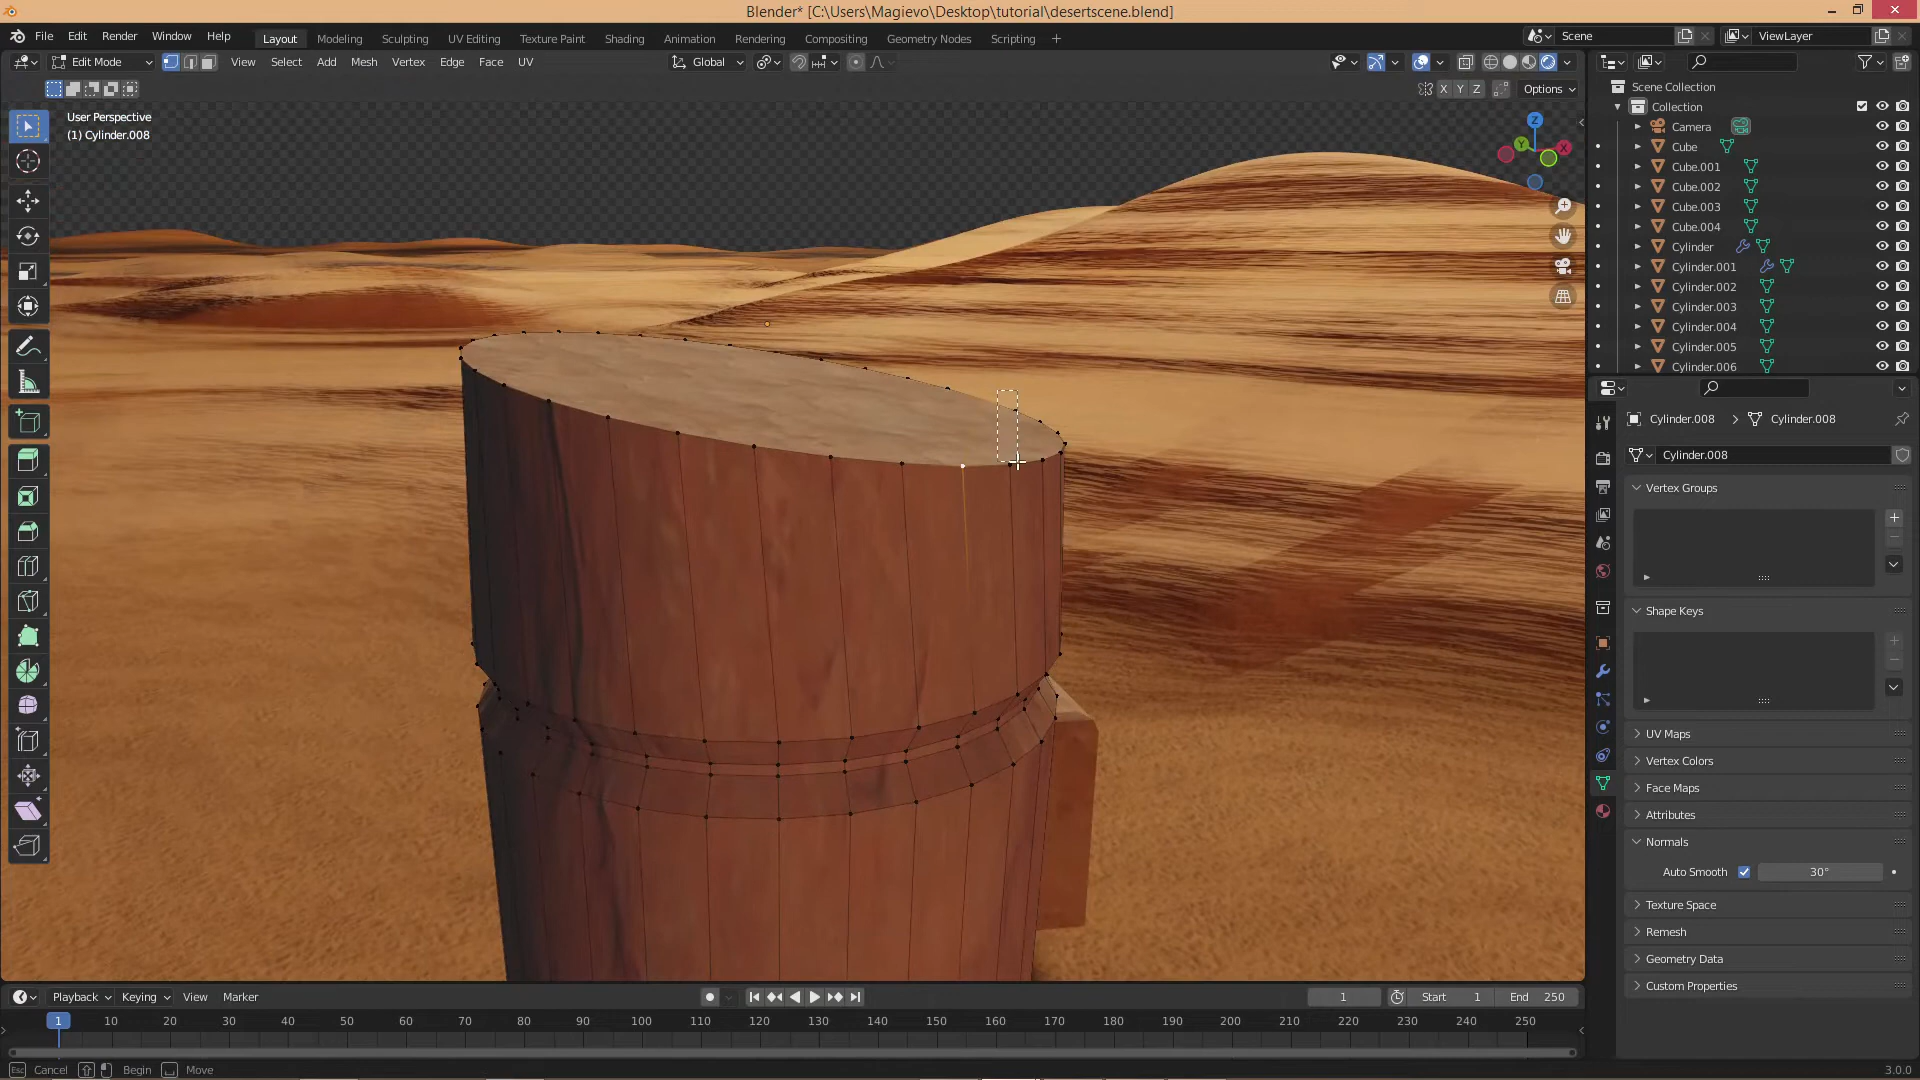 Blender* [C:\Users\Magievo\Desktop\tutorial\desertscene.blend]
File Edit Render Window Help Layout Modeling Sculpting UV Editing Texture Paint Shading Animation Rendering Compositing Geometry Nodes Scripting + Scene ViewLayer
Edit Mode View Select Add Mesh Vertex Edge Face UV Global
X Y Z Options
User Perspective
(1) Cylinder.008
Z
Y
X
Scene Collection
Collection
Camera
Cube
Cube.001
Cube.002
Cube.003
Cube.004
Cylinder
Cylinder.001
Cylinder.002
Cylinder.003
Cylinder.004
Cylinder.005
Cylinder.006
Cylinder.008 Cylinder.008
Cylinder.008
Vertex Groups
Shape Keys
UV Maps
Vertex Colors
Face Maps
Attributes
Normals
Auto Smooth 30°
Texture Space
Remesh
Geometry Data
Custom Properties
Playback Keying View Marker 1 Start 1 End 250
1 10 20 30 40 50 60 70 80 90 100 110 120 130 140 150 160 170 180 190 200 210 220 230 240 250
Esc Cancel Begin Move 3.0.0